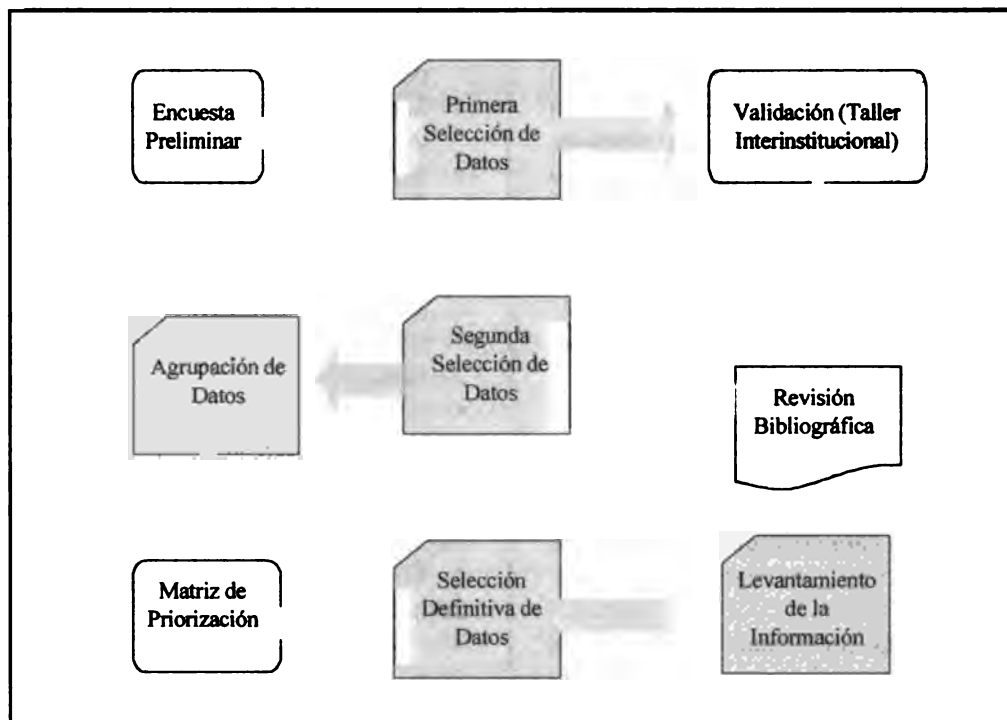 Encuesta
Preliminar
Primera
Selección de
Datos
Validación (Taller
Interinstitucional)
Agrupación de
Datos
Segunda
Selección de
Datos
Revisión
Bibliográfica
Matriz de
Priorización
Selección
Definitiva de
Datos
Levantamiento
de la
Información